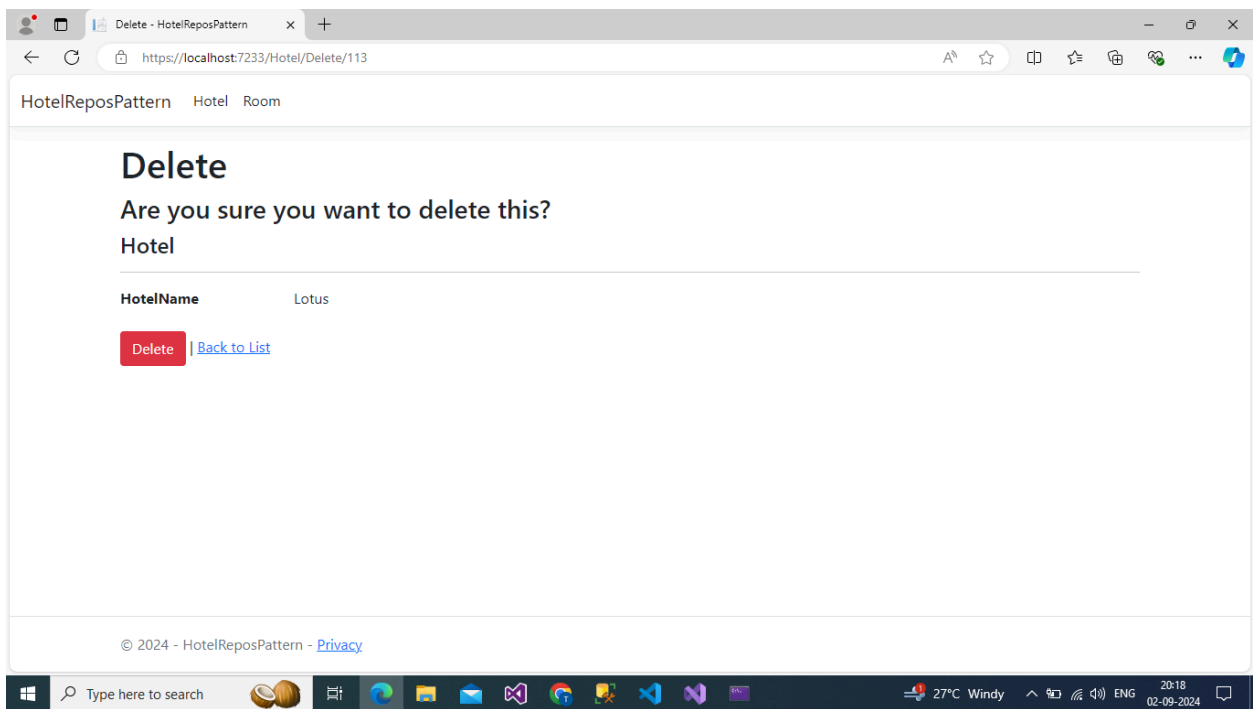 Delete - HotelReposPattern
https://localhost:7233/Hotel/Delete/113
HotelReposPattern Hotel Room
Delete
Are you sure you want to delete this?
Hotel
HotelName Lotus
Delete | Back to List
© 2024 - HotelReposPattern - Privacy
Type here to search
27°C Windy
ENG
20:18
02-09-2024